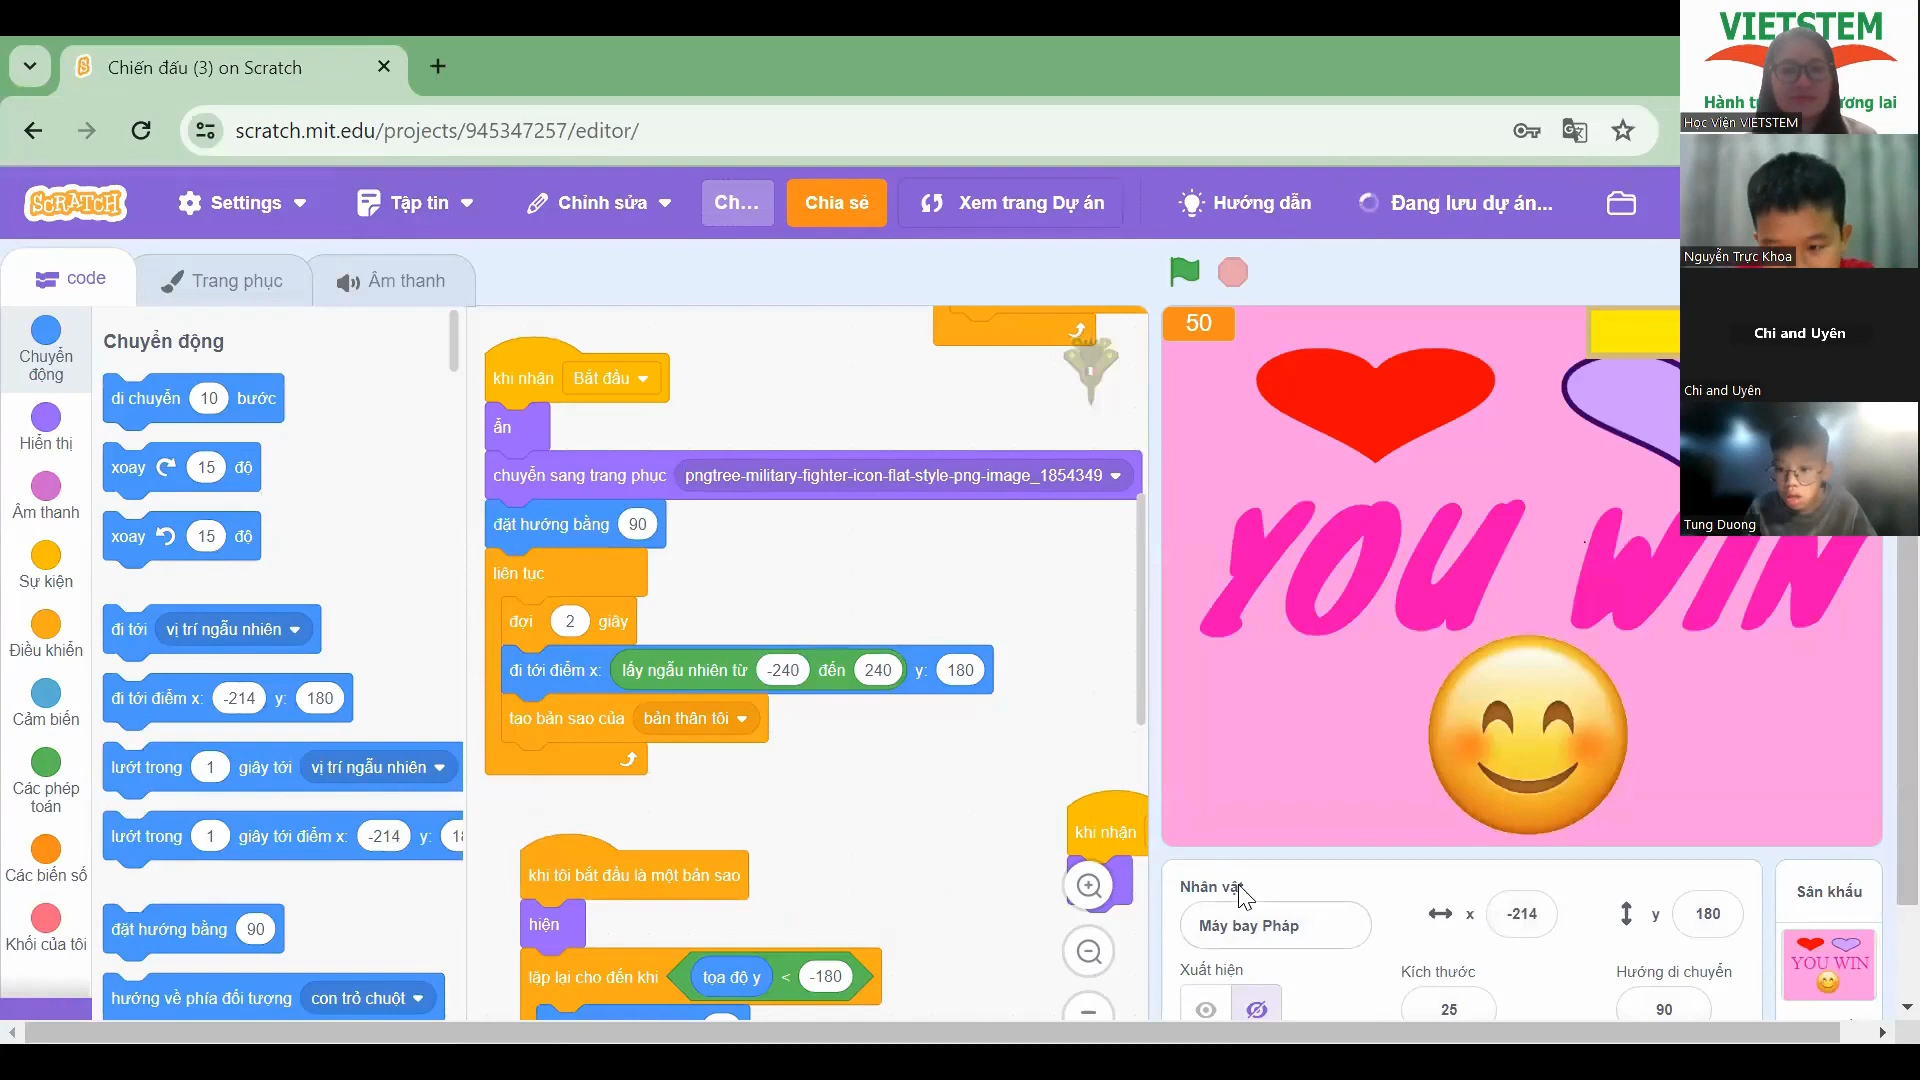 Chiến đấu (3) on Scratch
scratch.mit.edu/projects/945347257/editor/
SCRATCH
Settings
Tập tin
Chỉnh sửa
Ch...
Chia sẻ
Xem trang Dự án
Hướng dẫn
Đang lưu dự án...
code
Trang phục
Âm thanh
Chuyển động
Hiển thị
Âm thanh
Sự kiện
Điều khiển
Cảm biến
Các phép toán
Các biến số
Khối của tôi
Chuyển động
di chuyển 10 bước
xoay 15 độ
xoay 15 độ
đi tới vị trí ngẫu nhiên
đi tới điểm x: -214 y: 180
lướt trong 1 giây tới vị trí ngẫu nhiên
lướt trong 1 giây tới điểm x: -214 y:
đặt hướng bằng 90
hướng về phía đối tượng con trỏ chuột
khi nhận Bắt đầu
ẩn
chuyển sang trang phục pngtree-military-fighter-icon-flat-style-png-image_1854349
đặt hướng bằng 90
liên tục
đợi 2 giây
đi tới điểm x: lấy ngẫu nhiên từ -240 đến 240 y: 180
tạo bản sao của bản thân tôi
khi tôi bắt đầu là một bản sao
hiện
lặp lại cho đến khi tọa độ y < -180
khi nhận
50
YOU WIN
Nhân vật
Máy bay Pháp
x -214
y 180
Xuất hiện
Kích thước
25
Hướng di chuyển
90
Sân khấu
YOU WIN
VIETSTEM
Học Viện VIETSTEM
Nguyễn Trực Khoa
Chi and Uyên
Chi and Uyên
Tung Duong